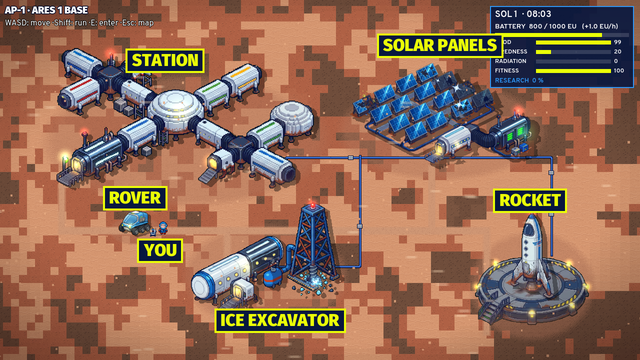 AP-1 · ARES 1 BASE
WASD: move · Shift: run · E: enter · Esc: map
SOL 1 · 08:03
BATTERY 800 / 1000 EU (+1.0 EU/h)
99
20
RADIATION 0
FITNESS 100
RESEARCH 0 %
SOLAR PANELS
STATION
ROVER
YOU
ROCKET
ICE EXCAVATOR